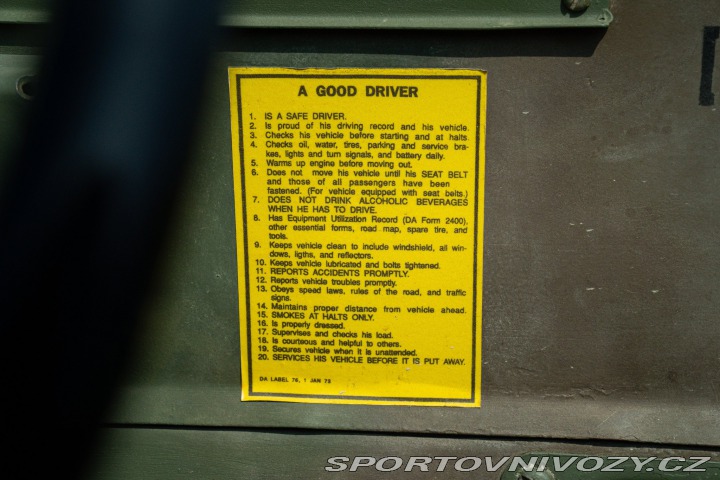 A GOOD DRIVER
1. IS A SAFE DRIVER.
2. Is proud of his driving record and his vehicle.
3. Checks his vehicle before starting and at halts.
4. Checks oil, water, tires, parking and service bra-
kes, lights and turn signals, and battery daily.
5. Warms up engine before moving out.
6. Does not move his vehicle until his SEAT BELT
and those of all passengers have been
fastened. (For vehicle equipped with seat belts.)
7. DOES NOT DRINK ALCOHOLIC BEVERAGES
WHEN HE HAS TO DRIVE.
8. Has Equipment Utilization Record (DA Form 2400),
other essential forms, road map, spare tire, and
tools.
9. Keeps vehicle clean to include windshield, all win-
dows, ligths, and reflectors.
10. Keeps vehicle lubricated and bolts tightened.
11. REPORTS ACCIDENTS PROMPTLY.
12. Reports vehicle troubles promptly.
13. Obeys speed laws, rules of the road, and traffic
signs.
14. Maintains proper distance from vehicle ahead.
15. SMOKES AT HALTS ONLY.
16. Is properly dressed.
17. Supervises and checks his load.
18. Is courteous and helpful to others.
19. Secures vehicle when it is unattended.
20. SERVICES HIS VEHICLE BEFORE IT IS PUT AWAY.
DA LABEL 76, 1 JAN 73
SPORTOVNIVOZY.CZ